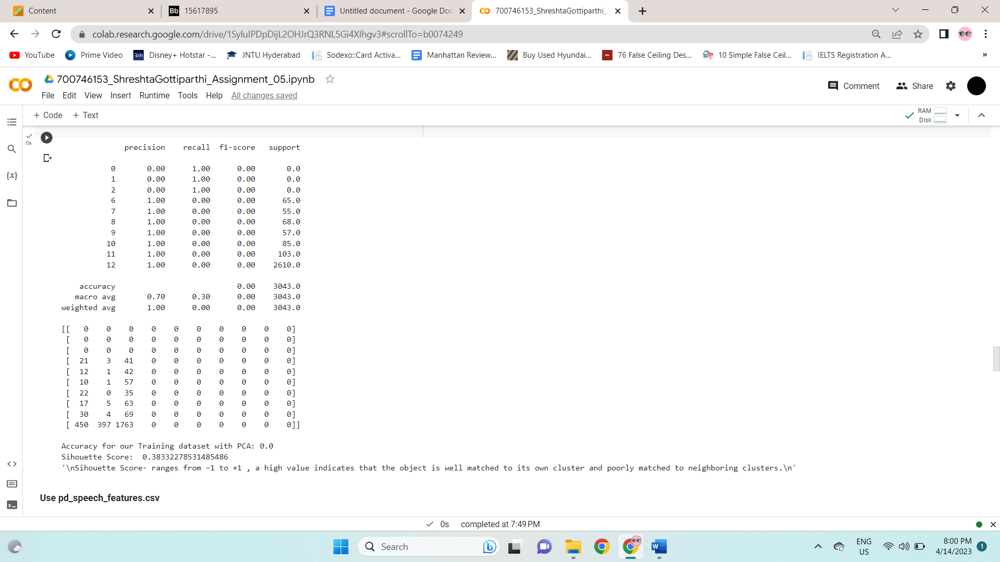 Content
Bb 15617895
Untitled document - Google Doc
700746153_ShreshtaGottiparthi_A
colab.research.google.com/drive/1SyluIPDpDijL2OHJrQ3RNL5Gi4XIhgv3#scrollTo=b0074249
YouTube Prime Video Disney+ Hotstar -... JNTU Hyderabad Sodexo::Card Activa... Manhattan Review... Buy Used Hyundai... 76 False Ceiling Des... 10 Simple False Ceil... IELTS Registration A... »
700746153_ShreshtaGottiparthi_Assignment_05.ipynb
Comment Share
File Edit View Insert Runtime Tools Help All changes saved
+ Code + Text
RAM
Disk
0s
precision recall f1-score support
0 0.00 1.00 0.00 0.0
1 0.00 1.00 0.00 0.0
2 0.00 1.00 0.00 0.0
6 1.00 0.00 0.00 65.0
7 1.00 0.00 0.00 55.0
8 1.00 0.00 0.00 68.0
9 1.00 0.00 0.00 57.0
10 1.00 0.00 0.00 85.0
11 1.00 0.00 0.00 103.0
12 1.00 0.00 0.00 2610.0
accuracy 0.00 3043.0
macro avg 0.70 0.30 0.00 3043.0
weighted avg 1.00 0.00 0.00 3043.0
[[ 0 0 0 0 0 0 0 0 0 0]
[ 0 0 0 0 0 0 0 0 0 0]
[ 0 0 0 0 0 0 0 0 0 0]
[ 21 3 41 0 0 0 0 0 0 0]
[ 12 1 42 0 0 0 0 0 0 0]
[ 10 1 57 0 0 0 0 0 0 0]
[ 22 0 35 0 0 0 0 0 0 0]
[ 17 5 63 0 0 0 0 0 0 0]
[ 30 4 69 0 0 0 0 0 0 0]
[ 450 397 1763 0 0 0 0 0 0 0]]
Accuracy for our Training dataset with PCA: 0.0
Sihouette Score: 0.38332278531485486
'\nSihouette Score- ranges from −1 to +1 , a high value indicates that the object is well matched to its own cluster and poorly matched to neighboring clusters.\n'
Use pd_speech_features.csv
0s completed at 7:49 PM
Search
ENG
US
8:00 PM
4/14/2023
1